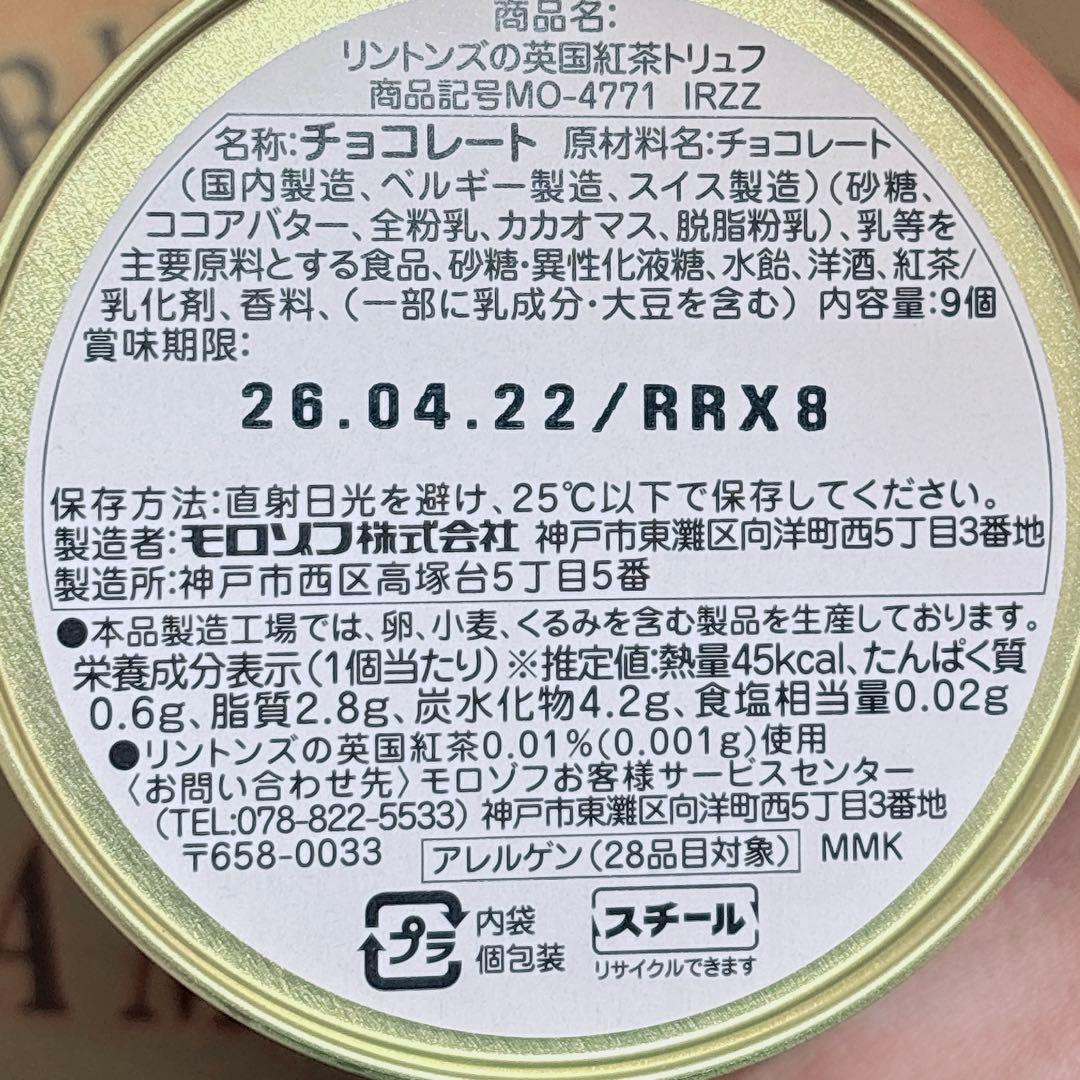 商品名:
リントンズの英国紅茶トリュフ
商品記号MO-4771 IRZZ
名称:チョコレート 原材料名:チョコレート
(国内製造、ベルギー製造、スイス製造)(砂糖、
ココアバター、全粉乳、カカオマス、脱脂粉乳)、乳等を
主要原料とする食品、砂糖・異性化液糖、水飴、洋酒、紅茶/
乳化剤、香料、(一部に乳成分・大豆を含む) 内容量:9個
賞味期限:
26.04.22/RRX8
保存方法:直射日光を避け、25℃以下で保存してください。
製造者:モロゾフ株式会社 神戸市東灘区向洋町西5丁目3番地
製造所:神戸市西区高塚台5丁目5番
●本品製造工場では、卵、小麦、くるみを含む製品を生産しております。
栄養成分表示(1個当たり)※推定値:熱量45kcal、たんぱく質
0.6g、脂質2.8g、炭水化物4.2g、食塩相当量0.02g
●リントンズの英国紅茶0.01%(0.001g)使用
〈お問い合わせ先〉モロゾフお客様サービスセンター
(TEL:078-822-5533) 神戸市東灘区向洋町西5丁目3番地
〒658-0033 アレルゲン(28品目対象) MMK
プラ 内袋 個包装
スチール
リサイクルできます